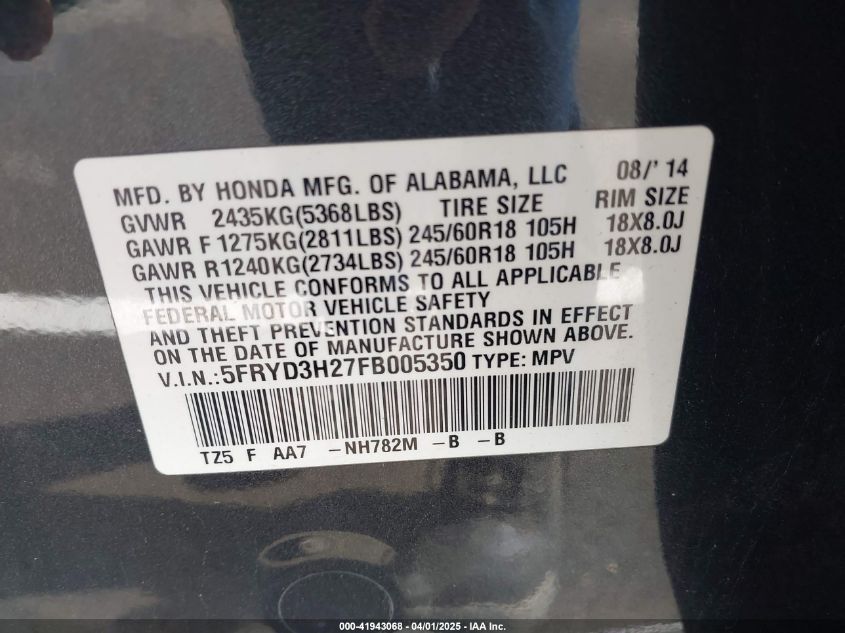 MFD. BY HONDA MFG. OF ALABAMA, LLC 08/' 14
GVWR 2435KG(5368LBS) TIRE SIZE RIM SIZE
GAWR F 1275KG(2811LBS) 245/60R18 105H 18X8.0J
GAWR R1240KG(2734LBS) 245/60R18 105H 18X8.0J
THIS VEHICLE CONFORMS TO ALL APPLICABLE
FEDERAL MOTOR VEHICLE SAFETY
AND THEFT PREVENTION STANDARDS IN EFFECT
ON THE DATE OF MANUFACTURE SHOWN ABOVE.
V.I.N.:5FRYD3H27FB005350 TYPE: MPV
TZ5 F AA7 -NH782M -B -B
000-41943068 - 04/01/2025 - IAA Inc.